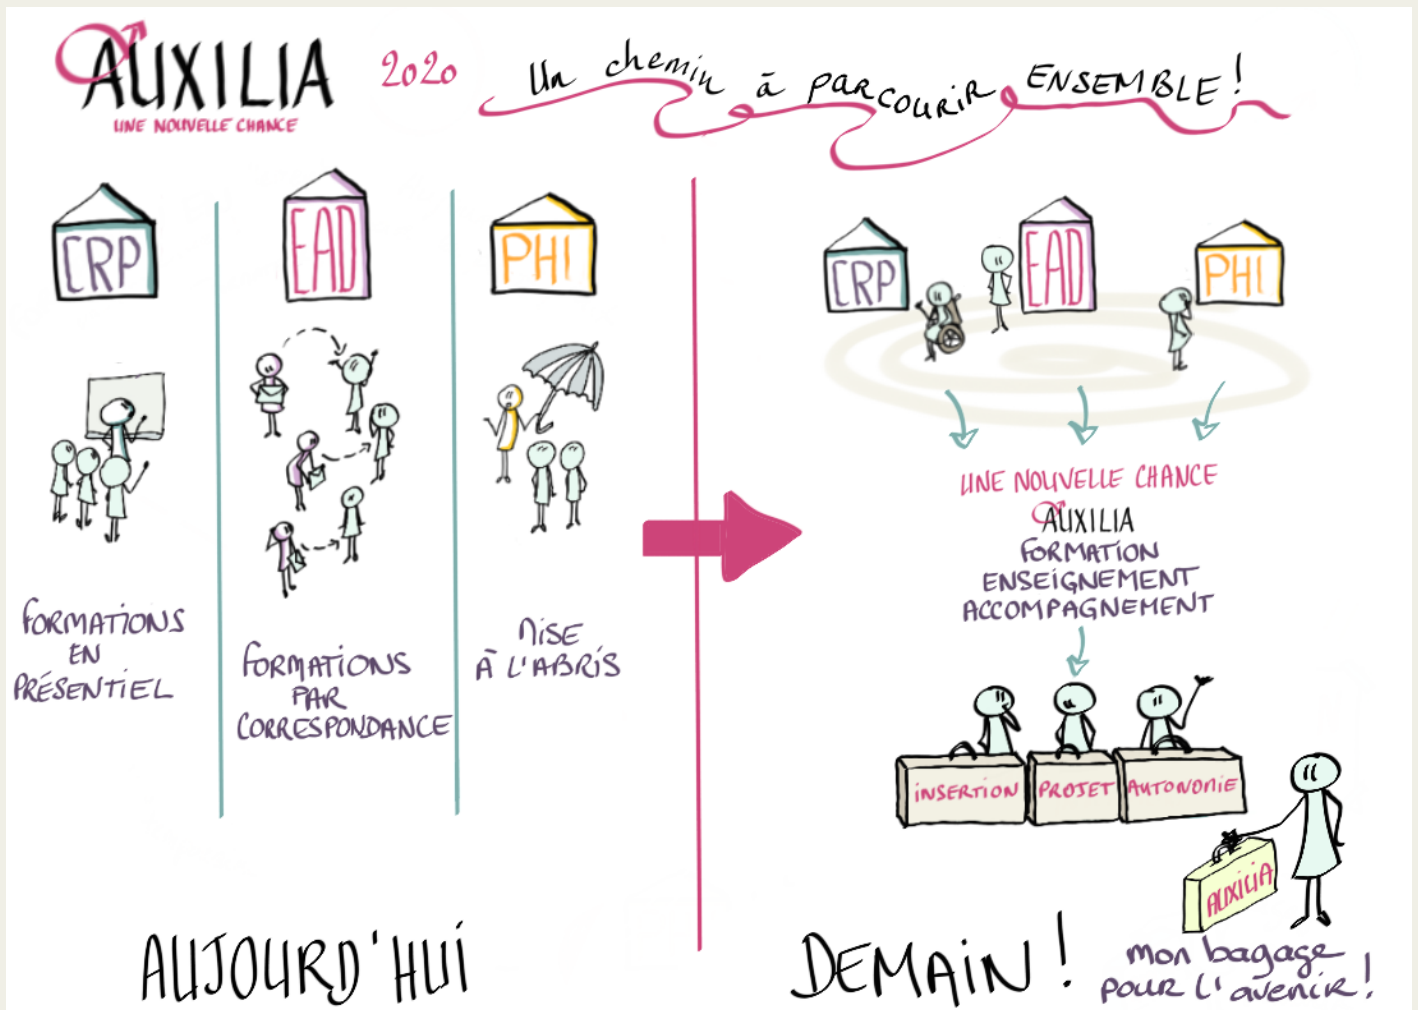 AUXILIA
UNE NOUVELLE CHANCE
2020
Un chemin à PARCOURIR ENSEMBLE!
CRP
EAD
PHI
FORMATIONS
EN
PRÉSENTIEL
FORMATIONS
PAR
CORRESPONDANCE
MISE
À L'ABRIS
AUJOURD'HUI
CRP
EAD
PHI
UNE NOUVELLE CHANCE
AUXILIA
FORMATION
ENSEIGNEMENT
ACCOMPAGNEMENT
INSERTION
PROJET
AUTONOMIE
AUXILIA
DEMAIN!
mon bagage
pour l'avenir!